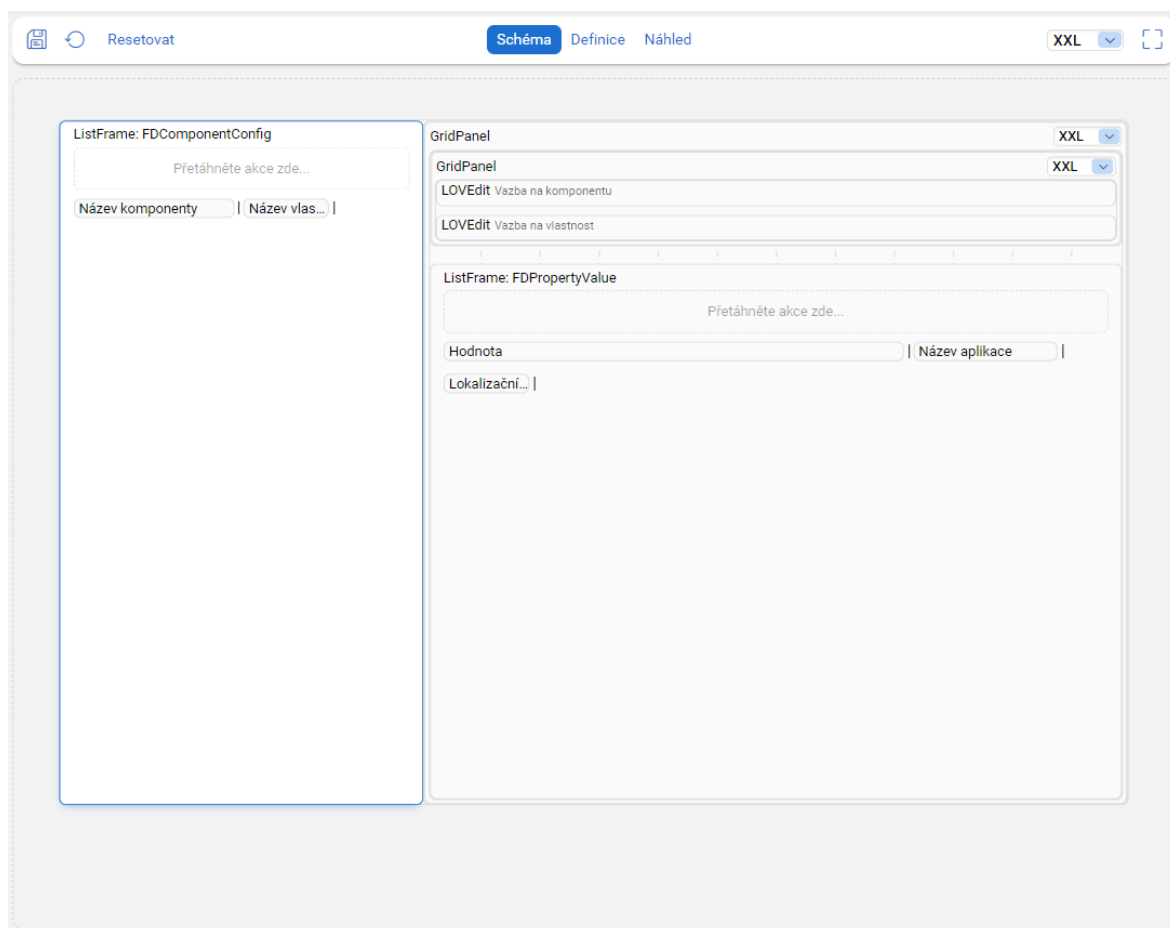 Resetovat
Schéma Definice Náhled
XXL
ListFrame: FDComponentConfig
Přetáhněte akce zde...
Název komponenty | Název vlas... |
GridPanel
XXL
GridPanel
XXL
LOVEdit Vazba na komponentu
LOVEdit Vazba na vlastnost
ListFrame: FDPropertyValue
Přetáhněte akce zde...
Hodnota | Název aplikace |
Lokalizační... |